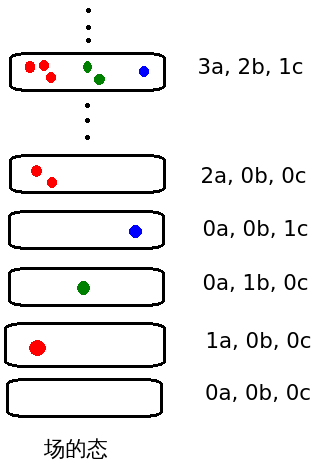 3a, 2b, 1c
2a, 0b, 0c
0a, 0b, 1c
0a, 1b, 0c
1a, 0b, 0c
0a, 0b, 0c
场的态